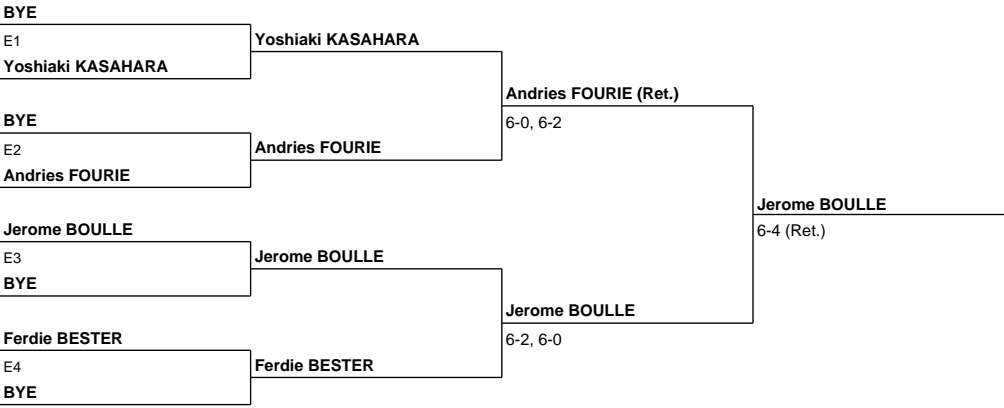 BYE
E1
Yoshiaki KASAHARA
Yoshiaki KASAHARA
BYE
E2
Andries FOURIE
Andries FOURIE
Andries FOURIE (Ret.)
6-0, 6-2
Jerome BOULLE
E3
BYE
Jerome BOULLE
Ferdie BESTER
E4
BYE
Ferdie BESTER
Jerome BOULLE
6-2, 6-0
Jerome BOULLE
6-4 (Ret.)